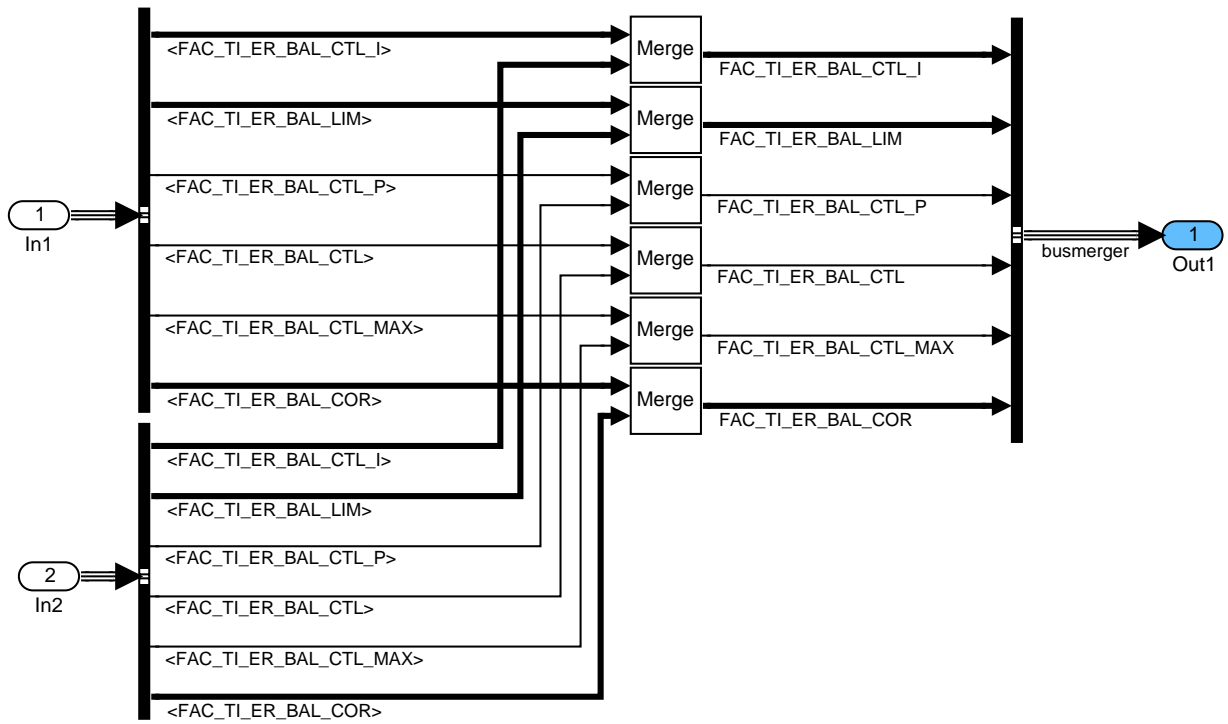 <FAC_TI_ER_BAL_CTL_I>
Merge
FAC_TI_ER_BAL_CTL_I
<FAC_TI_ER_BAL_LIM>
Merge
FAC_TI_ER_BAL_LIM
<FAC_TI_ER_BAL_CTL_P>
Merge
FAC_TI_ER_BAL_CTL_P
1
In1
<FAC_TI_ER_BAL_CTL>
Merge
FAC_TI_ER_BAL_CTL
busmerger
1
Out1
<FAC_TI_ER_BAL_CTL_MAX>
Merge
FAC_TI_ER_BAL_CTL_MAX
<FAC_TI_ER_BAL_COR>
Merge
FAC_TI_ER_BAL_COR
<FAC_TI_ER_BAL_CTL_I>
<FAC_TI_ER_BAL_LIM>
<FAC_TI_ER_BAL_CTL_P>
2
In2
<FAC_TI_ER_BAL_CTL>
<FAC_TI_ER_BAL_CTL_MAX>
<FAC_TI_ER_BAL_COR>